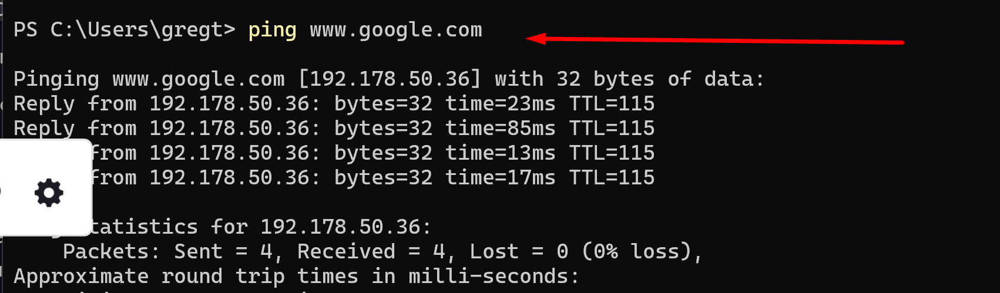 PS C:\Users\gregt> ping www.google.com
Pinging www.google.com [192.178.50.36] with 32 bytes of data:
Reply from 192.178.50.36: bytes=32 time=23ms TTL=115
Reply from 192.178.50.36: bytes=32 time=85ms TTL=115
from 192.178.50.36: bytes=32 time=13ms TTL=115
from 192.178.50.36: bytes=32 time=17ms TTL=115
tatistics for 192.178.50.36:
Packets: Sent = 4, Received = 4, Lost = 0 (0% loss),
Approximate round trip times in milli-seconds: